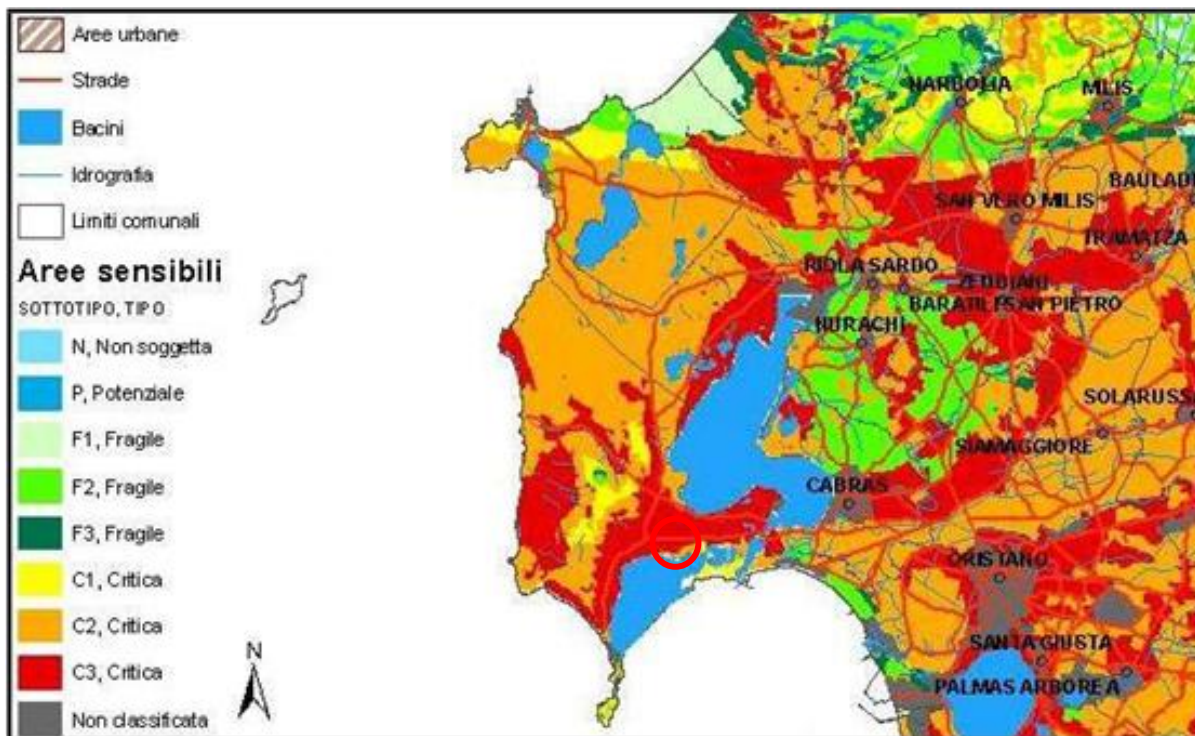 Aree urbane
Strade
Bacini
Idrografia
Limiti comunali
Aree sensibili
SOTTOTIPO, TIPO
N, Non soggetta
P, Potenziale
F1, Fragile
F2, Fragile
F3, Fragile
C1, Critica
C2, Critica
C3, Critica
Non classificata
N
NARBOLIA
MILIS
BAULAD
SAN VERO MILIS
TRAMATZA
RIOLA SARDO
ZEDDIANI
BARATILI SAN PIETRO
NURACHI
SOLARUSS
SIAMAGGIORE
CABRAS
ORISTANO
SANTA GIUSTA
PALMAS ARBOREA